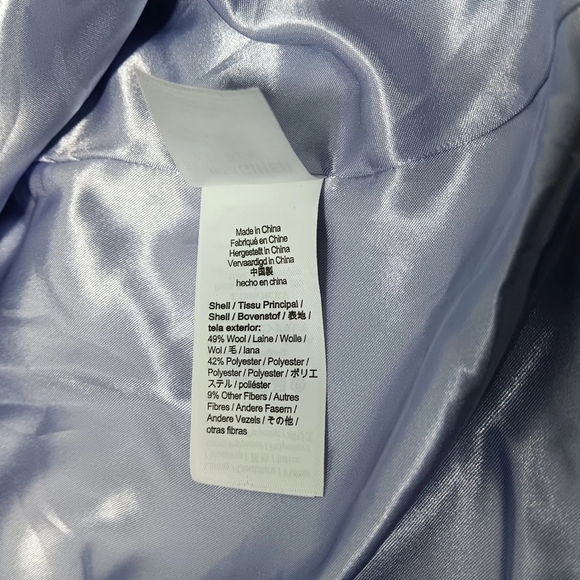 Made in China
Fabriqué en Chine
Hergestellt in China
Vervaardigd in China
中国製
hecho en china
Shell / Tissu Principal /
Shell / Bovenstof / 表地 /
tela exterior:
49% Wool / Laine / Wolle /
Wol / 毛 / lana
42% Polyester / Polyester /
Polyester / Polyester / ポリエ
ステル / poliéster
9% Other Fibers / Autres
Fibres / Andere Fasern /
Andere Vezels / その他 /
otras fibras